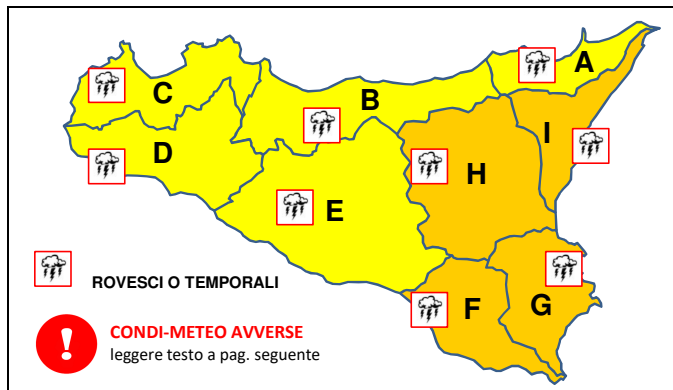 A
C
B
I
D
H
E
F
G
ROVESCI O TEMPORALI
!
CONDI-METEO AVVERSE
leggere testo a pag. seguente